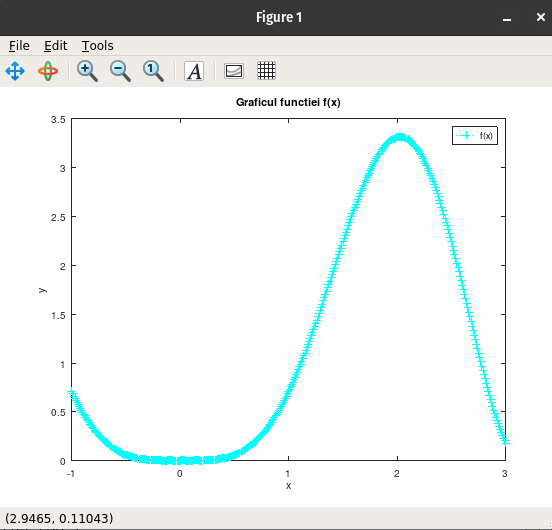 Figure 1
File Edit Tools
A
Graficul functiei f(x)
f(x)
3.5
3
2.5
2
1.5
1
0.5
0
y
-1 0 1 2 3
x
(2.9465, 0.11043)